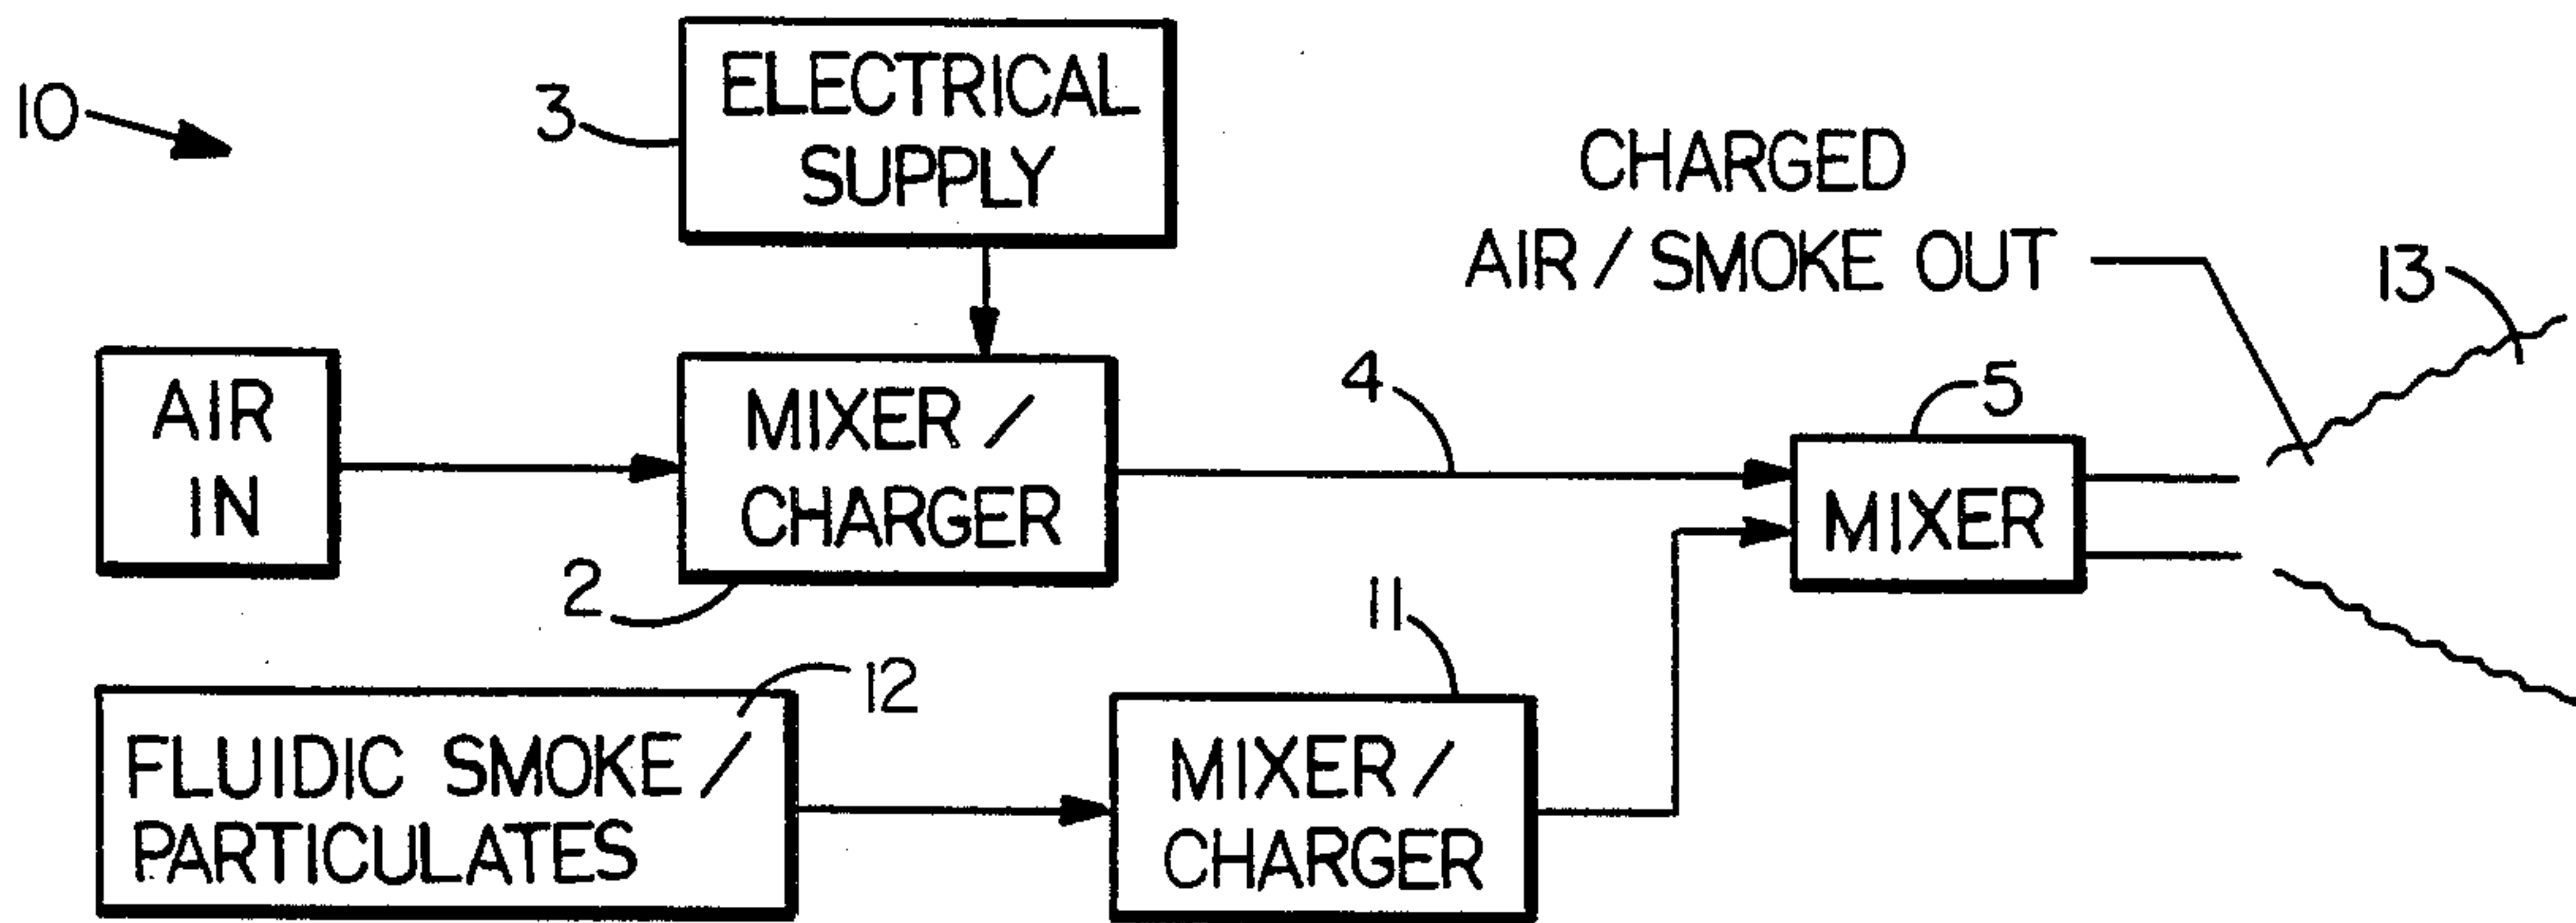 10
3
ELECTRICAL
SUPPLY
CHARGED
AIR / SMOKE OUT
13
AIR
IN
MIXER /
CHARGER
2
4
5
MIXER
12
FLUIDIC SMOKE /
PARTICULATES
11
MIXER /
CHARGER